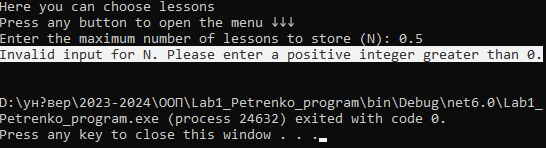 Here you can choose lessons
Press any button to open the menu ↓↓↓
Enter the maximum number of lessons to store (N): 0.5
Invalid input for N. Please enter a positive integer greater than 0.
D:\ун?вер\2023-2024\ООП\Lab1_Petrenko_program\bin\Debug\net6.0\Lab1_
Petrenko_program.exe (process 24632) exited with code 0.
Press any key to close this window . . .